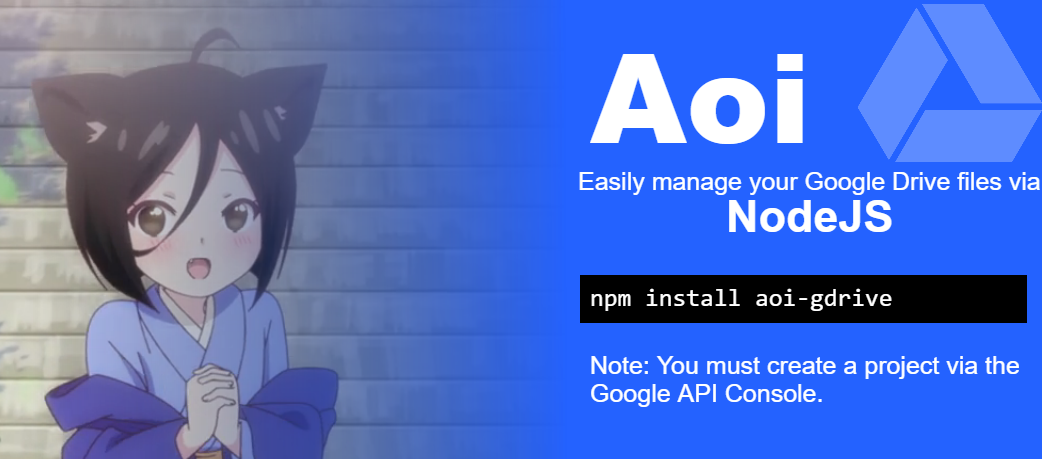 Aoi
Easily manage your Google Drive files via
NodeJS
npm install aoi-gdrive
Note: You must create a project via the
Google API Console.